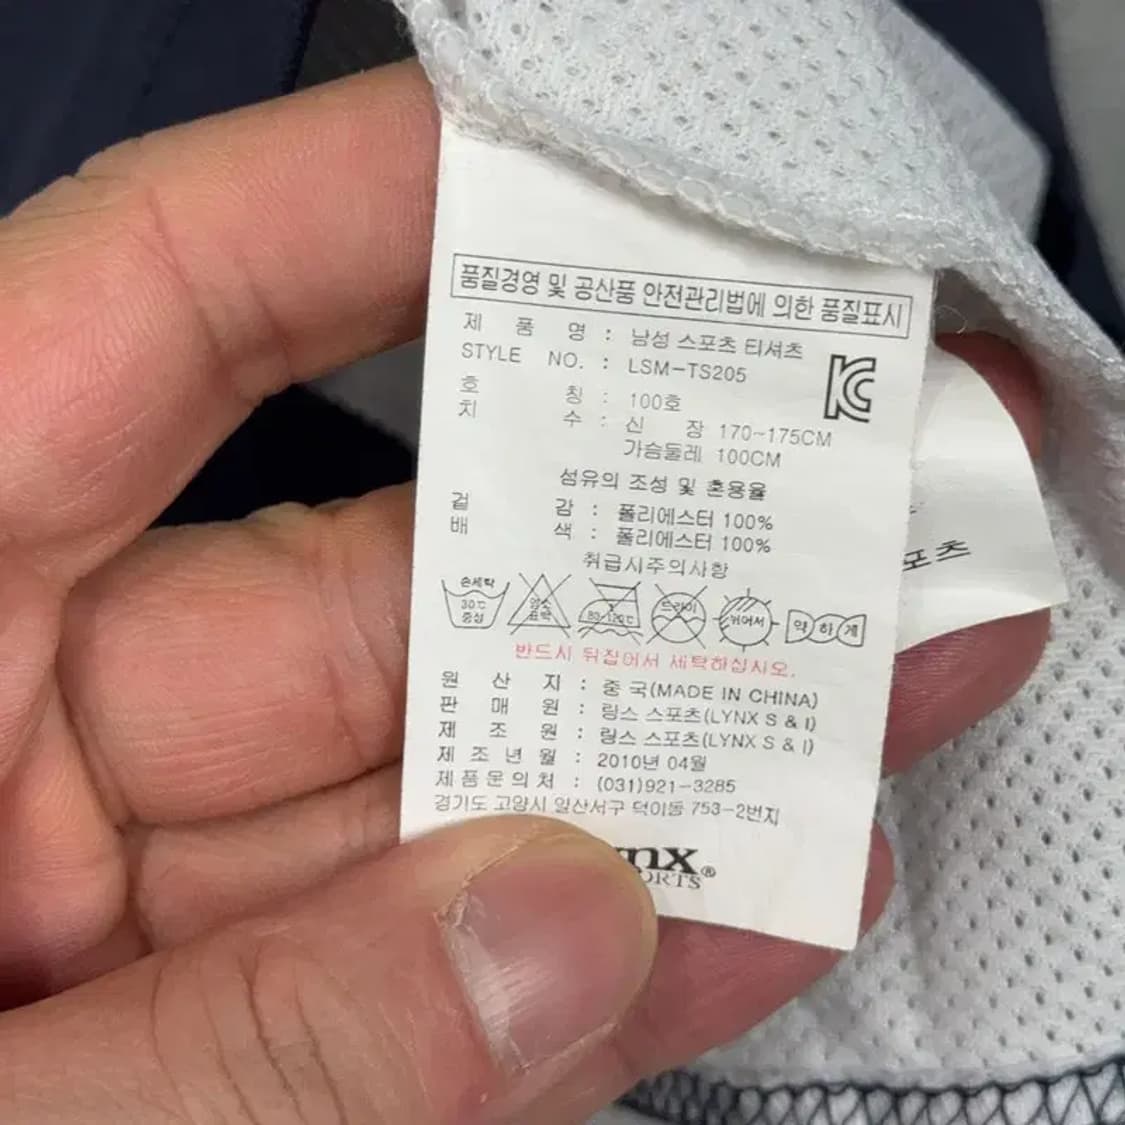 품질경영 및 공산품 안전관리법에 의한 품질표시
제 품 명 : 남성 스포츠 티셔츠
STYLE NO. : LSM-TS205
호 칭 : 100호
치 수 : 신 장 170~175CM
가슴둘레 100CM
섬유의 조성 및 혼용율
겉 감 : 폴리에스터 100%
배 색 : 폴리에스터 100%
취급시주의사항
손세탁 30℃ 중성
염소 표백
80~120℃
드라이
뉘어서
약하게
반드시 뒤집어서 세탁하십시오.
원 산 지 : 중 국(MADE IN CHINA)
판 매 원 : 링스 스포츠(LYNX S & I)
제 조 원 : 링스 스포츠(LYNX S & I)
제 조 년 월 : 2010년 04월
제품문의처 : (031)921-3285
경기도 고양시 일산서구 덕이동 753-2번지
포츠